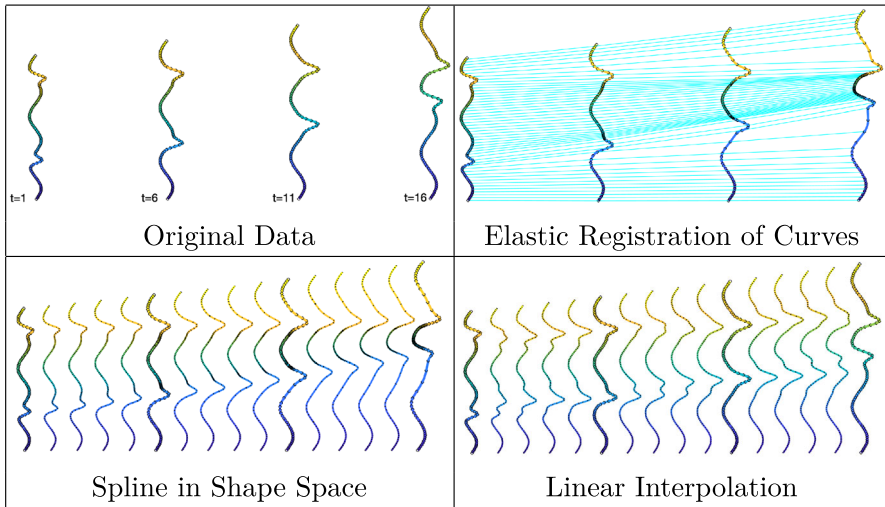 t=1
t=6
t=11
t=16
Original Data
Elastic Registration of Curves
Spline in Shape Space
Linear Interpolation